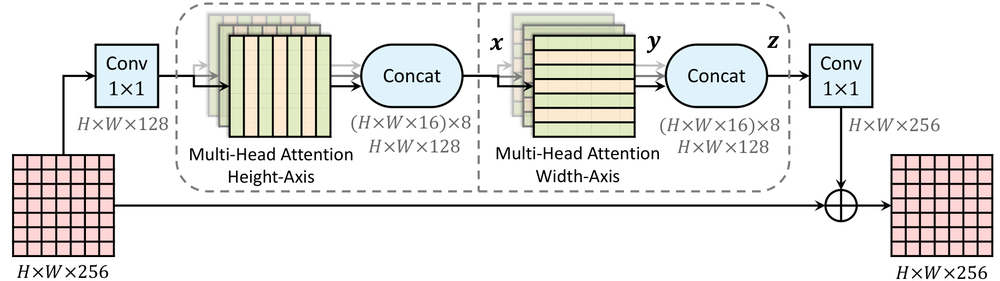 Conv
1×1
H×W×128
Multi-Head Attention
Height-Axis
Concat
(H×W×16)×8
H×W×128
x
Multi-Head Attention
Width-Axis
y
Concat
z
(H×W×16)×8
H×W×128
Conv
1×1
H×W×256
H×W×256
H×W×256